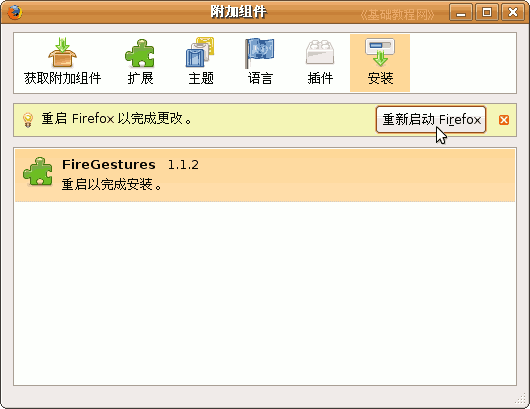 附加组件
《基础教程网》
获取附加组件 扩展 主题 语言 插件 安装
重启 Firefox 以完成更改。
重新启动 Firefox
FireGestures 1.1.2
重启以完成安装。